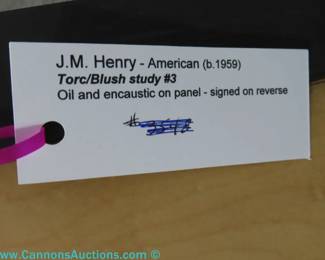 J.M. Henry - American (b.1959)
Torc/Blush study #3
Oil and encaustic on panel - signed on reverse
#
© www.CannonsAuctions.com